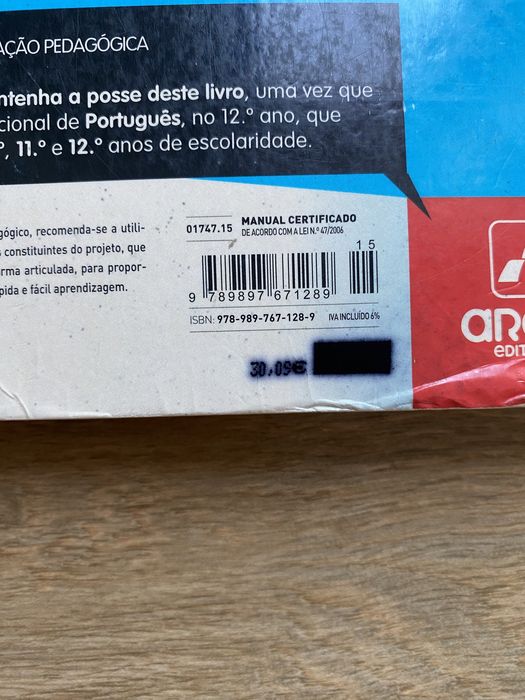 AÇÃO PEDAGÓGICA
ntenha a posse deste livro, uma vez que
cional de Português, no 12.º ano, que
º, 11.º e 12.º anos de escolaridade.
gógico, recomenda-se a utili-
s constituintes do projeto, que
rma articulada, para propor-
pida e fácil aprendizagem.
01747.15
MANUAL CERTIFICADO
DE ACORDO COM A LEI N.º 47/2006
15
9 789897 671289
ISBN: 978-989-767-128-9
IVA INCLUÍDO 6%
30,09€
are
EDIT